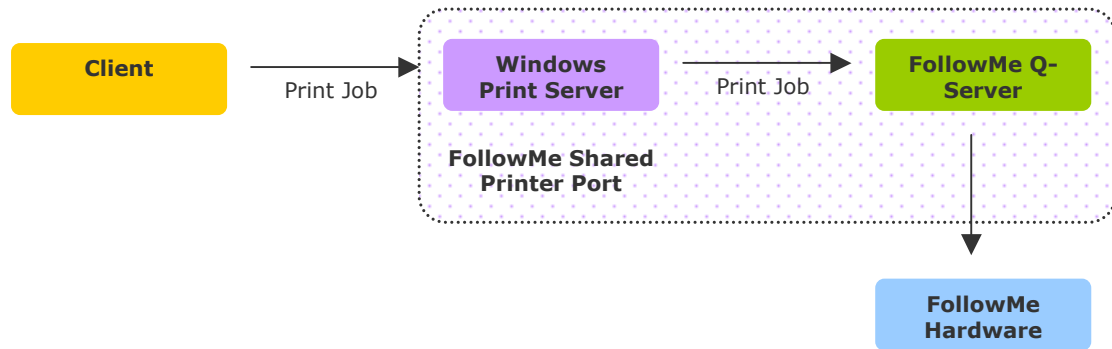 Client
Print Job
Windows
Print Server
Print Job
FollowMe Q-
Server
FollowMe Shared
Printer Port
FollowMe
Hardware